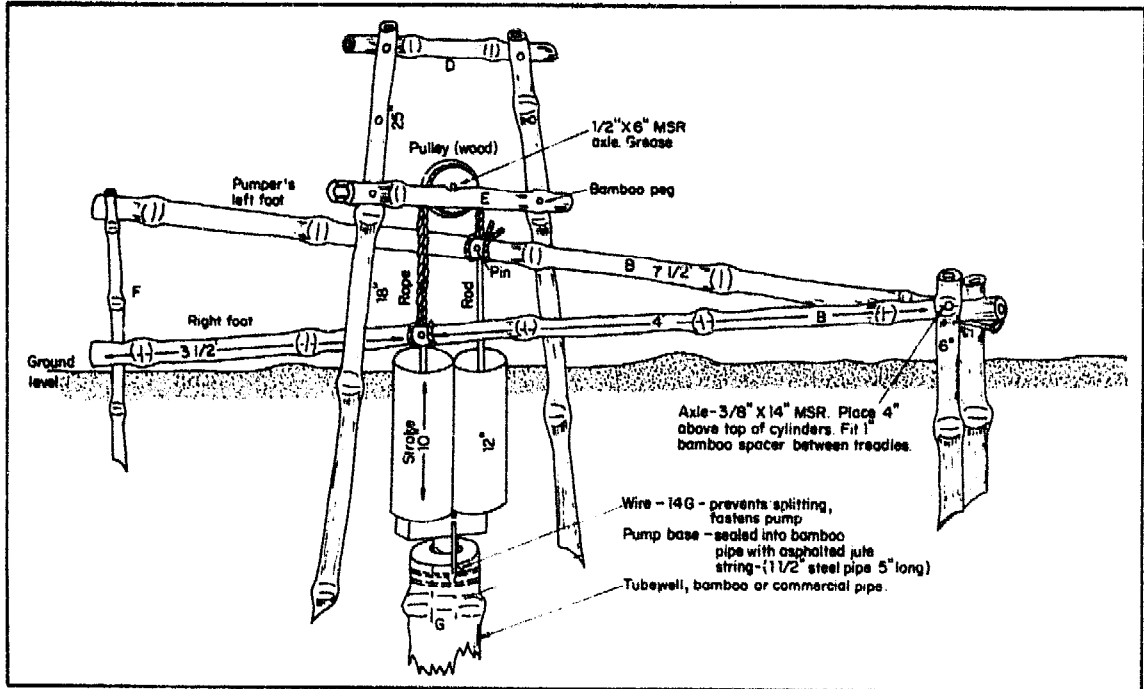 D
25"
1/2" X 6" MSR
axle. Grease
Pulley (wood)
Bamboo peg
E
Pumper's
left foot
Pin
B
7 1/2'
F
18"
Rope
Rod
Right foot
3 1/2'
4'
B
6"
Ground
level
Stroke
10"
12"
Axle-3/8" X 14" MSR. Place 4"
above top of cylinders. Fit 1"
bamboo spacer between treadles.
Wire - 14G - prevents splitting,
fastens pump
Pump base - sealed into bamboo
pipe with asphalted jute
string-(1 1/2" steel pipe 5" long)
Tubewell, bamboo or commercial pipe.
G